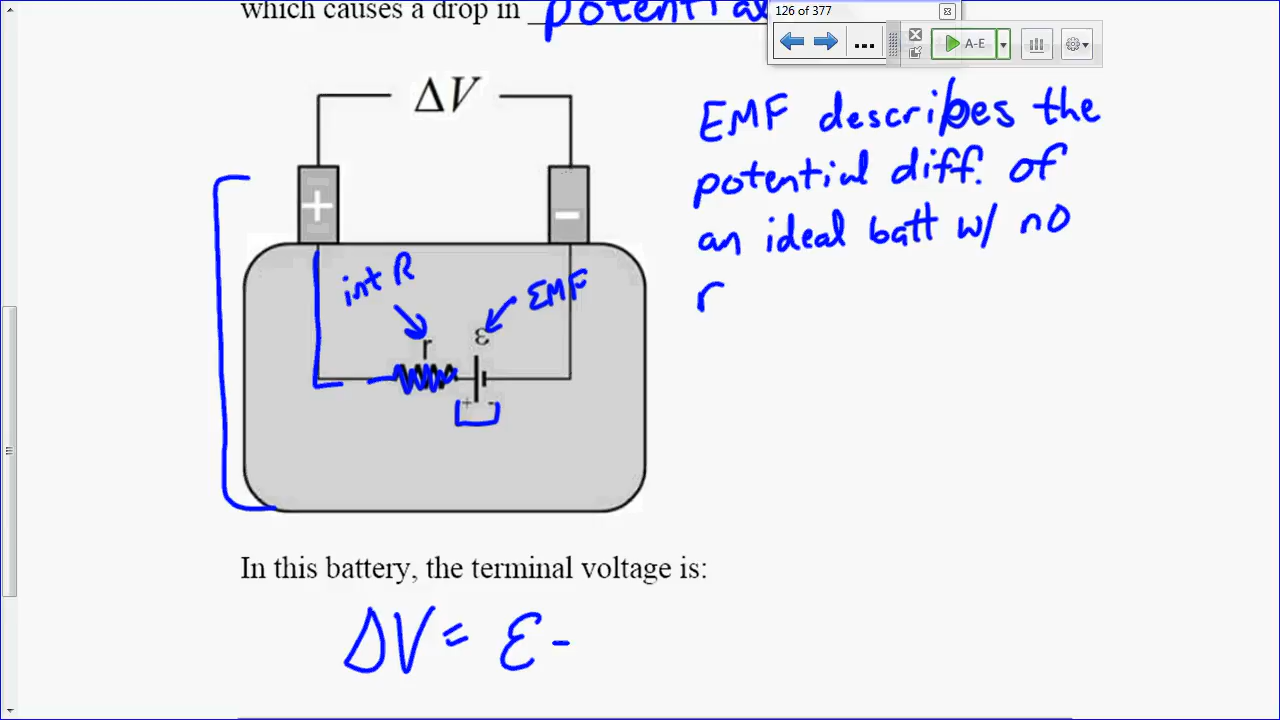 which causes a drop in potential
126 of 377
... A-E
ΔV
EMF describes the
potential diff. of
an ideal batt w/ no
r
+ -
int R
EMF
r ε
+ -
In this battery, the terminal voltage is:
ΔV = ε -